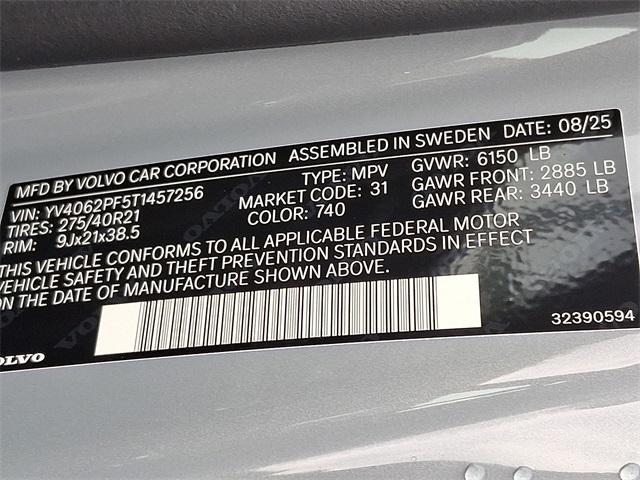 MFD BY VOLVO CAR CORPORATION ASSEMBLED IN SWEDEN DATE: 08/25
VIN: YV4062PF5T1457256 TYPE: MPV GVWR: 6150 LB
TIRES: 275/40R21 MARKET CODE: 31 GAWR FRONT: 2885 LB
RIM: 9Jx21x38.5 COLOR: 740 GAWR REAR: 3440 LB
THIS VEHICLE CONFORMS TO ALL APPLICABLE FEDERAL MOTOR
VEHICLE SAFETY AND THEFT PREVENTION STANDARDS IN EFFECT
ON THE DATE OF MANUFACTURE SHOWN ABOVE.
32390594
VOLVO